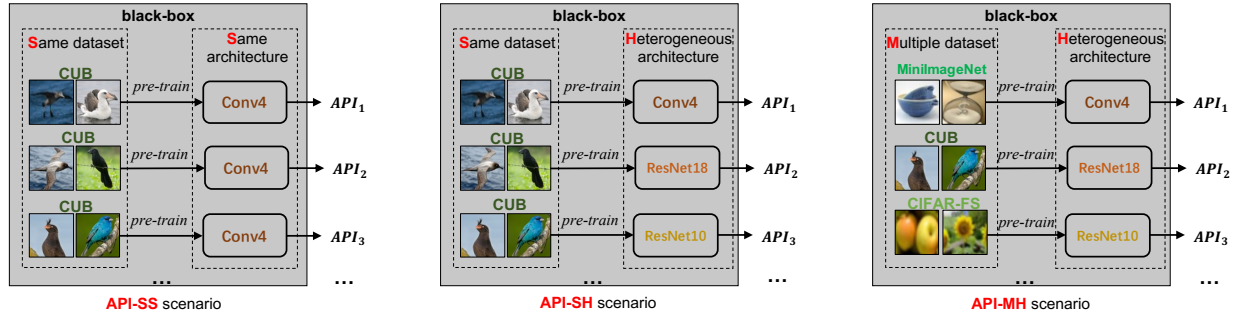 black-box
Same dataset
Same
architecture
CUB
pre-train
Conv4
API1
CUB
pre-train
Conv4
API2
CUB
pre-train
Conv4
API3
...
...
API-SS scenario
black-box
Same dataset
Heterogeneous
architecture
CUB
pre-train
Conv4
API1
CUB
pre-train
ResNet18
API2
CUB
pre-train
ResNet10
API3
...
...
API-SH scenario
black-box
Multiple dataset
Heterogeneous
architecture
MiniImageNet
pre-train
Conv4
API1
CUB
pre-train
ResNet18
API2
CIFAR-FS
pre-train
ResNet10
API3
...
...
API-MH scenario